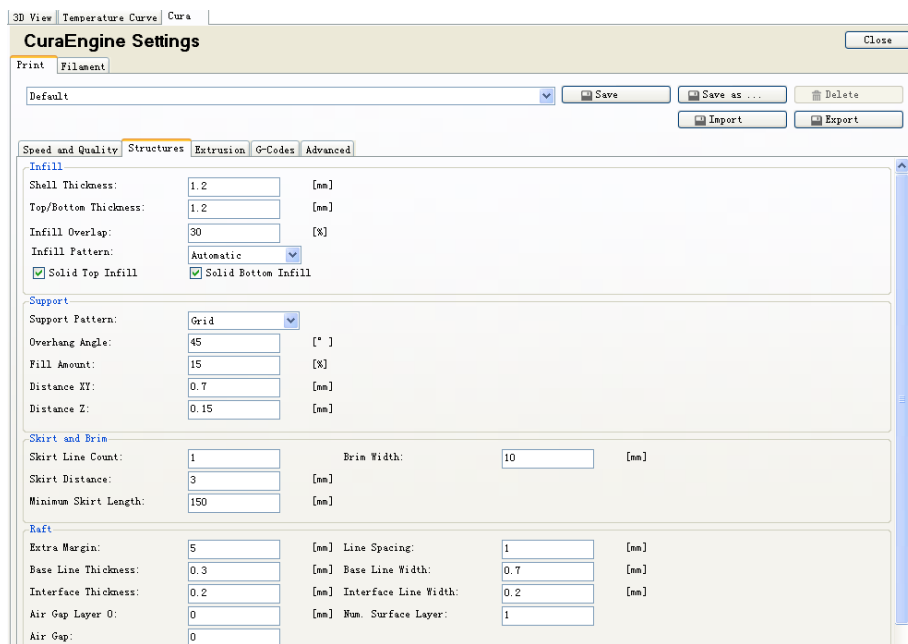 3D View Temperature Curve Cura
CuraEngine Settings Close
Print Filament
Default Save Save as ... Delete
Import Export
Speed and Quality Structures Extrusion G-Codes Advanced
Infill
Shell Thickness: 1.2 [mm]
Top/Bottom Thickness: 1.2 [mm]
Infill Overlap: 30 [%]
Infill Pattern: Automatic
Solid Top Infill Solid Bottom Infill
Support
Support Pattern: Grid
Overhang Angle: 45 [° ]
Fill Amount: 15 [%]
Distance XY: 0.7 [mm]
Distance Z: 0.15 [mm]
Skirt and Brim
Skirt Line Count: 1 Brim Width: 10 [mm]
Skirt Distance: 3 [mm]
Minimum Skirt Length: 150 [mm]
Raft
Extra Margin: 5 [mm] Line Spacing: 1 [mm]
Base Line Thickness: 0.3 [mm] Base Line Width: 0.7 [mm]
Interface Thickness: 0.2 [mm] Interface Line Width: 0.2 [mm]
Air Gap Layer 0: 0 [mm] Num. Surface Layer: 1
Air Gap: 0